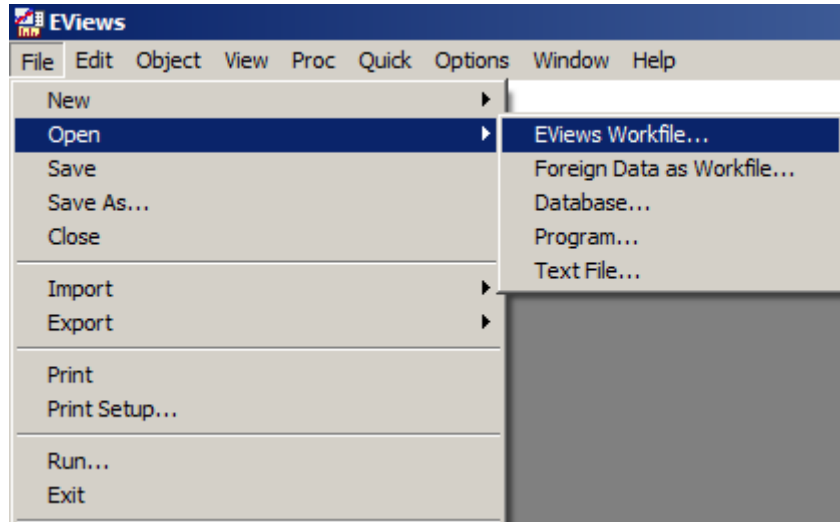 EViews
File Edit Object View Proc Quick Options Window Help
New
Open
Save
Save As...
Close
Import
Export
Print
Print Setup...
Run...
Exit
EViews Workfile...
Foreign Data as Workfile...
Database...
Program...
Text File...